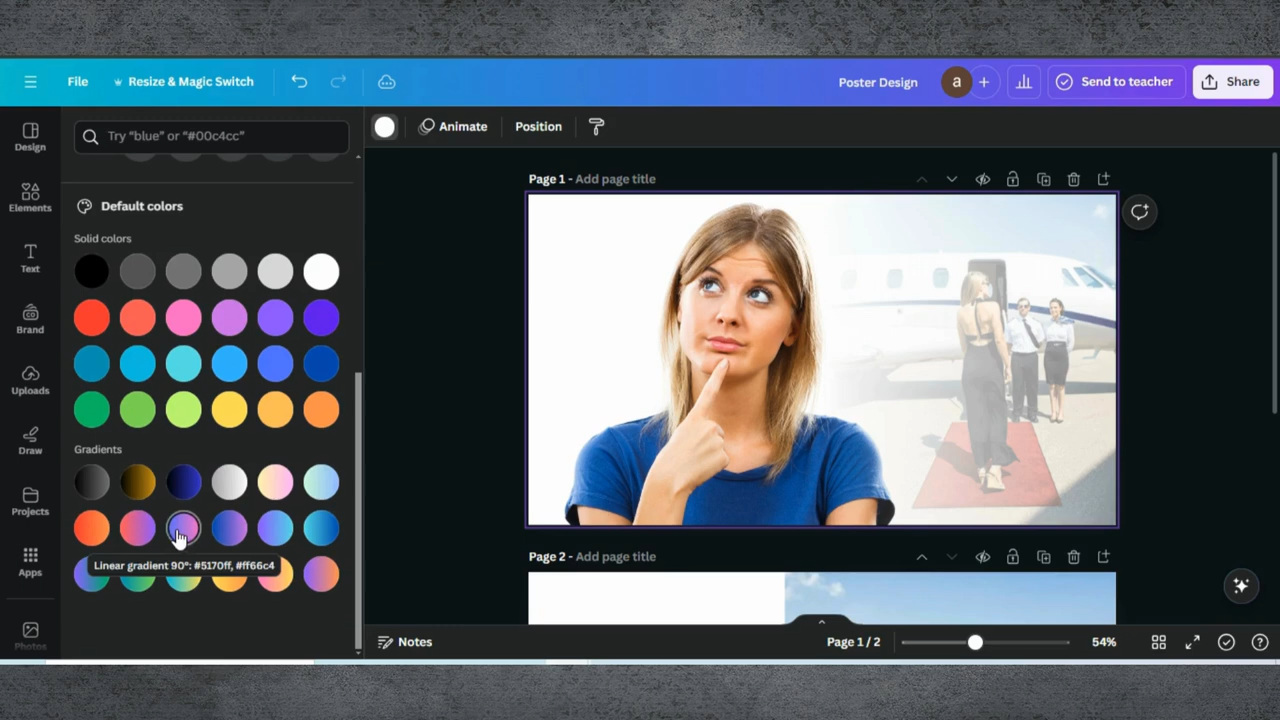 File
Resize & Magic Switch
Poster Design
a
Send to teacher
Share
Design
Elements
Text
Brand
Uploads
Draw
Projects
Apps
Photos
Try “blue” or “#00c4cc”
Default colors
Solid colors
Gradients
Linear gradient 90°: #5170ff, #ff66c4
Animate
Position
Page 1 - Add page title
Page 2 - Add page title
Notes
Page 1 / 2
54%